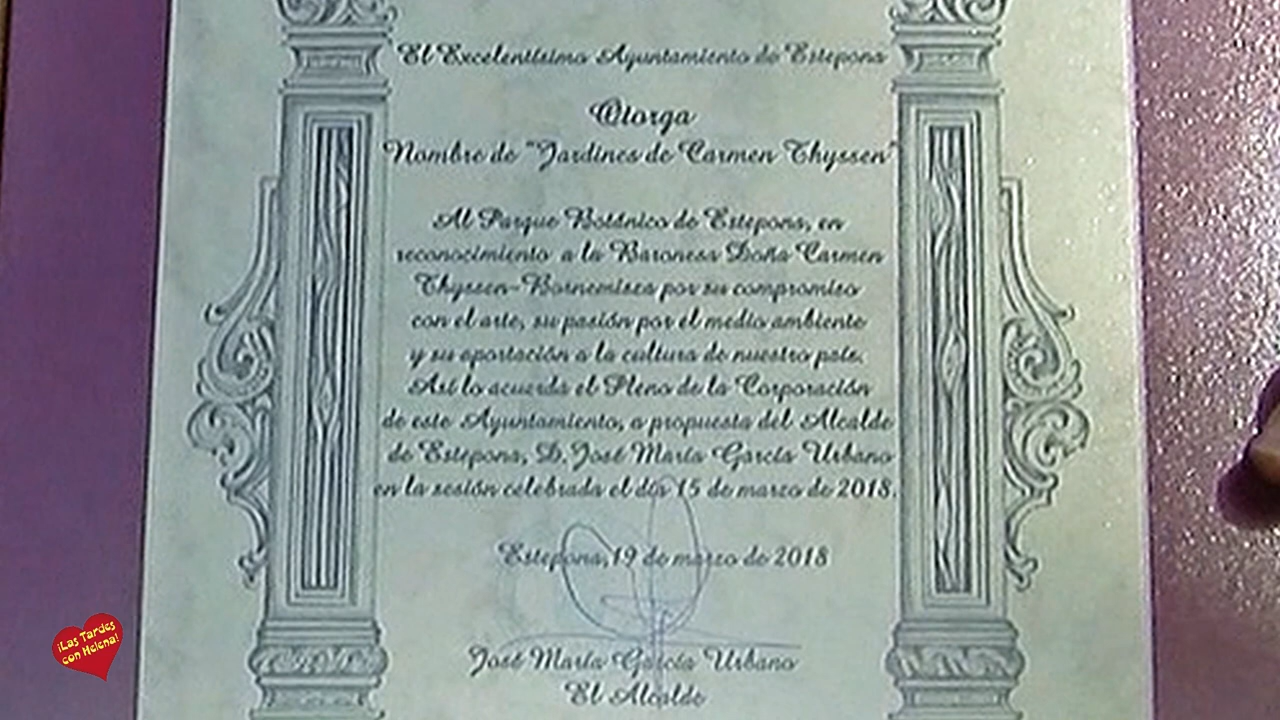 El Excelentísimo Ayuntamiento de Estepona
Otorga
Nombre de "Jardines de Carmen Thyssen"
Al Parque Botánico de Estepona, en
reconocimiento a la Baronesa Doña Carmen
Thyssen-Bornemisza por su compromiso
con el arte, su pasión por el medio ambiente
y su aportación a la cultura de nuestro país.
Así lo acuerda el Pleno de la Corporación
de este Ayuntamiento, a propuesta del Alcalde
de Estepona, D. José María García Urbano
en la sesión celebrada el día 15 de marzo de 2018.
Estepona, 19 de marzo de 2018
José María García Urbano
El Alcalde
¡Las Tardes
con Helena!